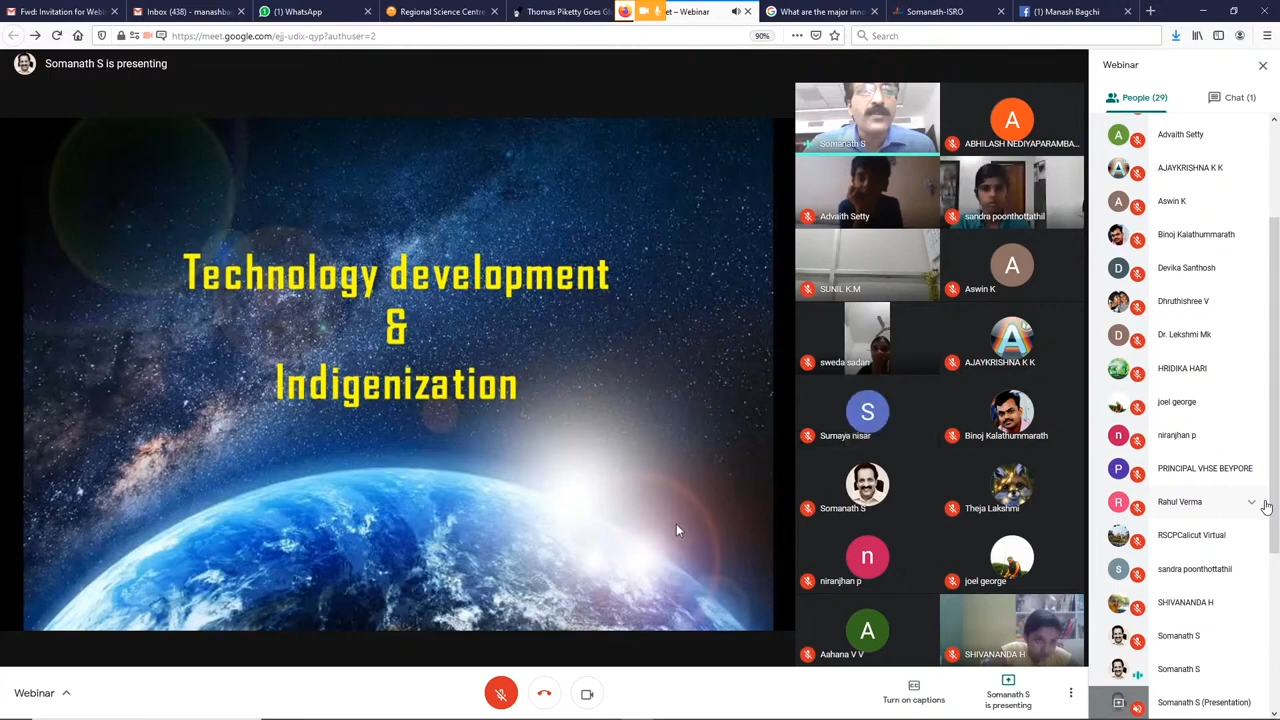 Fwd: Invitation for Web
Inbox (438) - manashba
(1) WhatsApp
Regional Science Centre
Thomas Piketty Goes Gl
et – Webinar
What are the major inno
Somanath-ISRO
(1) Manash Bagchi
https://meet.google.com/ejj-udix-qyp?authuser=2
90%
Search
Somanath S is presenting
Technology development
&
Indigenization
Somanath S
ABHILASH NEDIYAPARAMBA...
Advaith Setty
sandra poonthottathil
SUNIL K.M
A
Aswin K
sweda sadan
A
AJAYKRISHNA K K
S
Sumaya nisar
Binoj Kalathummarath
Somanath S
Theja Lakshmi
n
niranjhan p
joel george
A
Aahana V V
SHIVANANDA H
Webinar
People (29)
Chat (1)
A
Advaith Setty
AJAYKRISHNA K K
A
Aswin K
Binoj Kalathummarath
D
Devika Santhosh
Dhruthishree V
D
Dr. Lekshmi Mk
HRIDIKA HARI
joel george
n
niranjhan p
P
PRINCIPAL VHSE BEYPORE
R
Rahul Verma
RSCPCalicut Virtual
s
sandra poonthottathil
SHIVANANDA H
Somanath S
Somanath S
Somanath S (Presentation)
Webinar
Turn on captions
Somanath S
is presenting